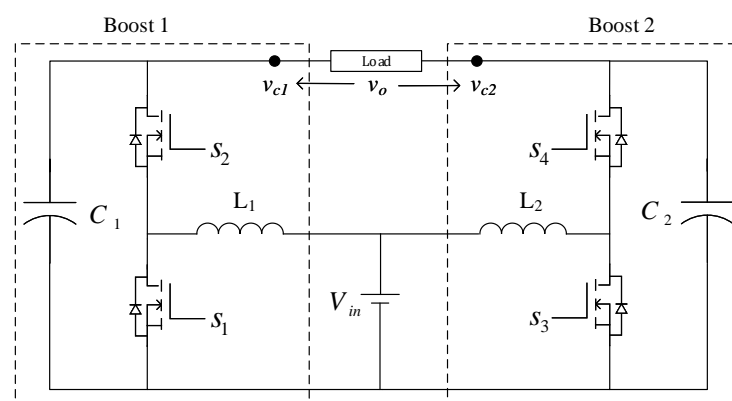 Boost 1
Boost 2
Load
v_c1
v_o
v_c2
s_2
s_4
L_1
L_2
C_1
C_2
V_in
s_1
s_3